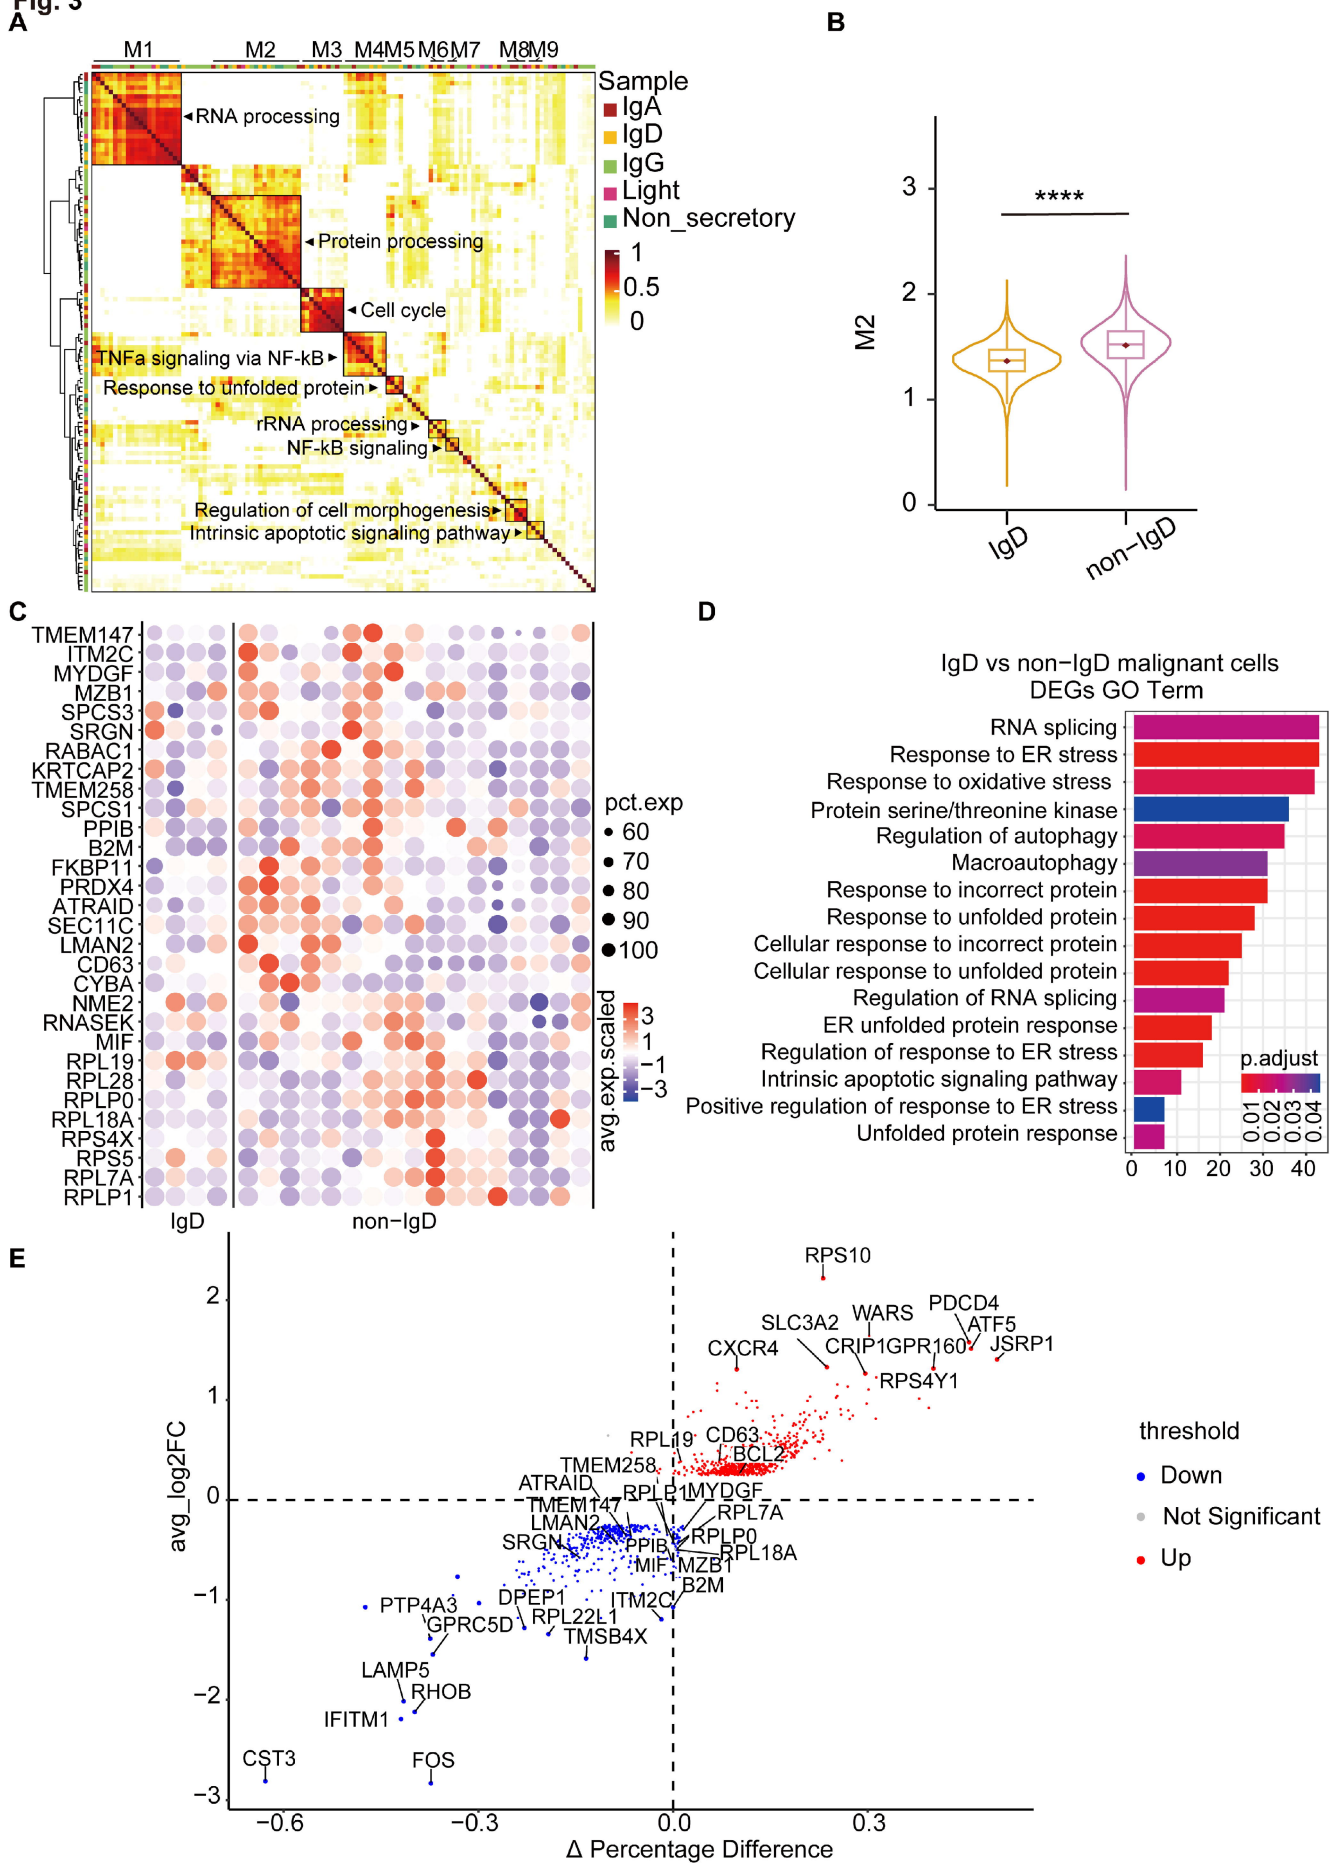 Fig. 3
A
M1 M2 M3 M4 M5 M6 M7 M8 M9
RNA processing
Protein processing
Cell cycle
TNFa signaling via NF-kB
Response to unfolded protein
rRNA processing
NF-kB signaling
Regulation of cell morphogenesis
Intrinsic apoptotic signaling pathway
Sample
IgA
IgD
IgG
Light
Non_secretory
1
0.5
0
B
M2
3
2
1
0
****
IgD
non−IgD
C
TMEM147
ITM2C
MYDGF
MZB1
SPCS3
SRGN
RABAC1
KRTCAP2
TMEM258
SPCS1
PPIB
B2M
FKBP11
PRDX4
ATRAID
SEC11C
LMAN2
CD63
CYBA
NME2
RNASEK
MIF
RPL19
RPL28
RPLP0
RPL18A
RPS4X
RPS5
RPL7A
RPLP1
IgD
non−IgD
pct.exp
60
70
80
90
100
avg.exp.scaled
3
1
−1
−3
D
IgD vs non−IgD malignant cells
DEGs GO Term
RNA splicing
Response to ER stress
Response to oxidative stress
Protein serine/threonine kinase
Regulation of autophagy
Macroautophagy
Response to incorrect protein
Response to unfolded protein
Cellular response to incorrect protein
Cellular response to unfolded protein
Regulation of RNA splicing
ER unfolded protein response
Regulation of response to ER stress
Intrinsic apoptotic signaling pathway
Positive regulation of response to ER stress
Unfolded protein response
p.adjust
0.01
0.02
0.03
0.04
0 10 20 30 40
E
avg_log2FC
2
1
0
−1
−2
−3
RPS10
PDCD4
WARS
SLC3A2
ATF5
CXCR4
CRIP1
GPR160
JSRP1
RPS4Y1
RPL19
CD63
BCL2
TMEM258
ATRAID
RPLP1
MYDGF
TMEM147
RPL7A
LMAN2
SRGN
PPIB
RPLP0
RPL18A
MIF
MZB1
B2M
PTP4A3
DPEP1
ITM2C
GPRC5D
RPL22L1
TMSB4X
LAMP5
RHOB
IFITM1
CST3
FOS
−0.6 −0.3 0.0 0.3
Δ Percentage Difference
threshold
Down
Not Significant
Up